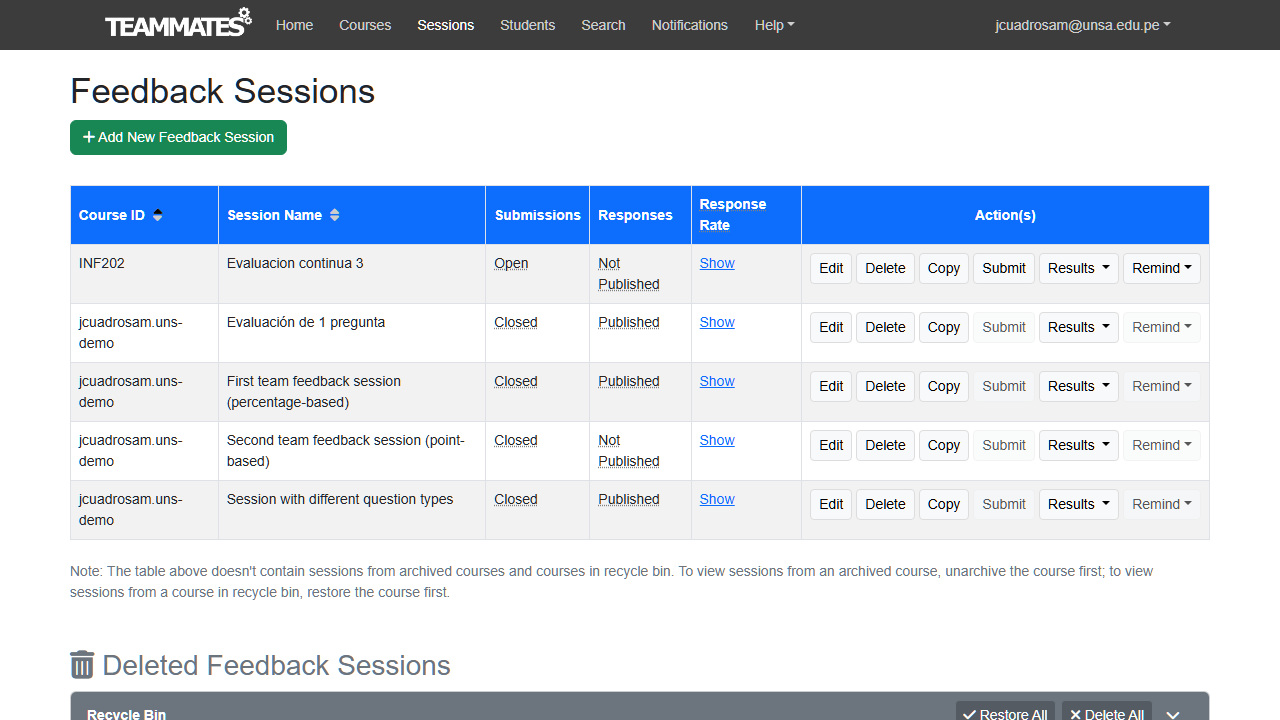 TEAMMATES Home Courses Sessions Students Search Notifications Help jcuadrosam@unsa.edu.pe
Feedback Sessions
Add New Feedback Session
Course ID Session Name Submissions Responses Response Rate Action(s)
INF202 Evaluacion continua 3 Open Not Published Show Edit Delete Copy Submit Results Remind
jcuadrosam.uns-demo Evaluación de 1 pregunta Closed Published Show Edit Delete Copy Submit Results Remind
jcuadrosam.uns-demo First team feedback session (percentage-based) Closed Published Show Edit Delete Copy Submit Results Remind
jcuadrosam.uns-demo Second team feedback session (point-based) Closed Not Published Show Edit Delete Copy Submit Results Remind
jcuadrosam.uns-demo Session with different question types Closed Published Show Edit Delete Copy Submit Results Remind
Note: The table above doesn't contain sessions from archived courses and courses in recycle bin. To view sessions from an archived course, unarchive the course first; to view
sessions from a course in recycle bin, restore the course first.
Deleted Feedback Sessions
Recycle Bin Restore All Delete All